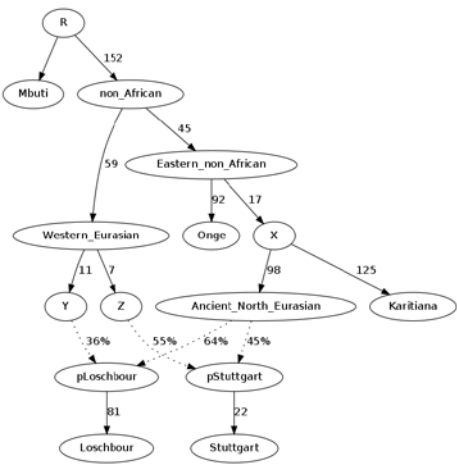 R
152
Mbuti
non_African
45
59
Eastern_non_African
92
17
Western_Eurasian
Onge
X
11
7
98
125
Y
Z
Ancient_North_Eurasian
Karitiana
36%
55%
64%
45%
pLoschbour
pStuttgart
81
22
Loschbour
Stuttgart